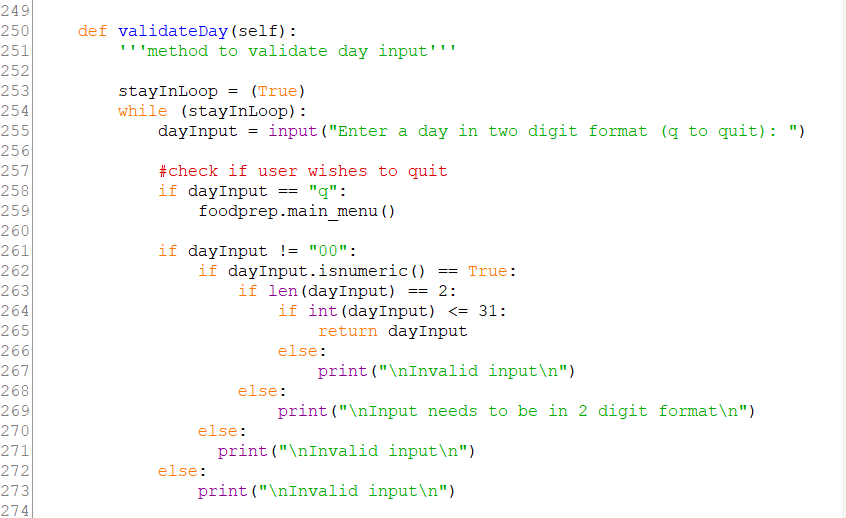 249
250     def validateDay(self):
251         '''method to validate day input'''
252
253         stayInLoop = (True)
254         while (stayInLoop):
255             dayInput = input("Enter a day in two digit format (q to quit): ")
256
257             #check if user wishes to quit
258             if dayInput == "q":
259                 foodprep.main_menu()
260
261             if dayInput != "00":
262                 if dayInput.isnumeric() == True:
263                     if len(dayInput) == 2:
264                         if int(dayInput) <= 31:
265                             return dayInput
266                         else:
267                             print("\nInvalid input\n")
268                     else:
269                         print("\nInput needs to be in 2 digit format\n")
270                 else:
271                   print("\nInvalid input\n")
272             else:
273                 print("\nInvalid input\n")
274